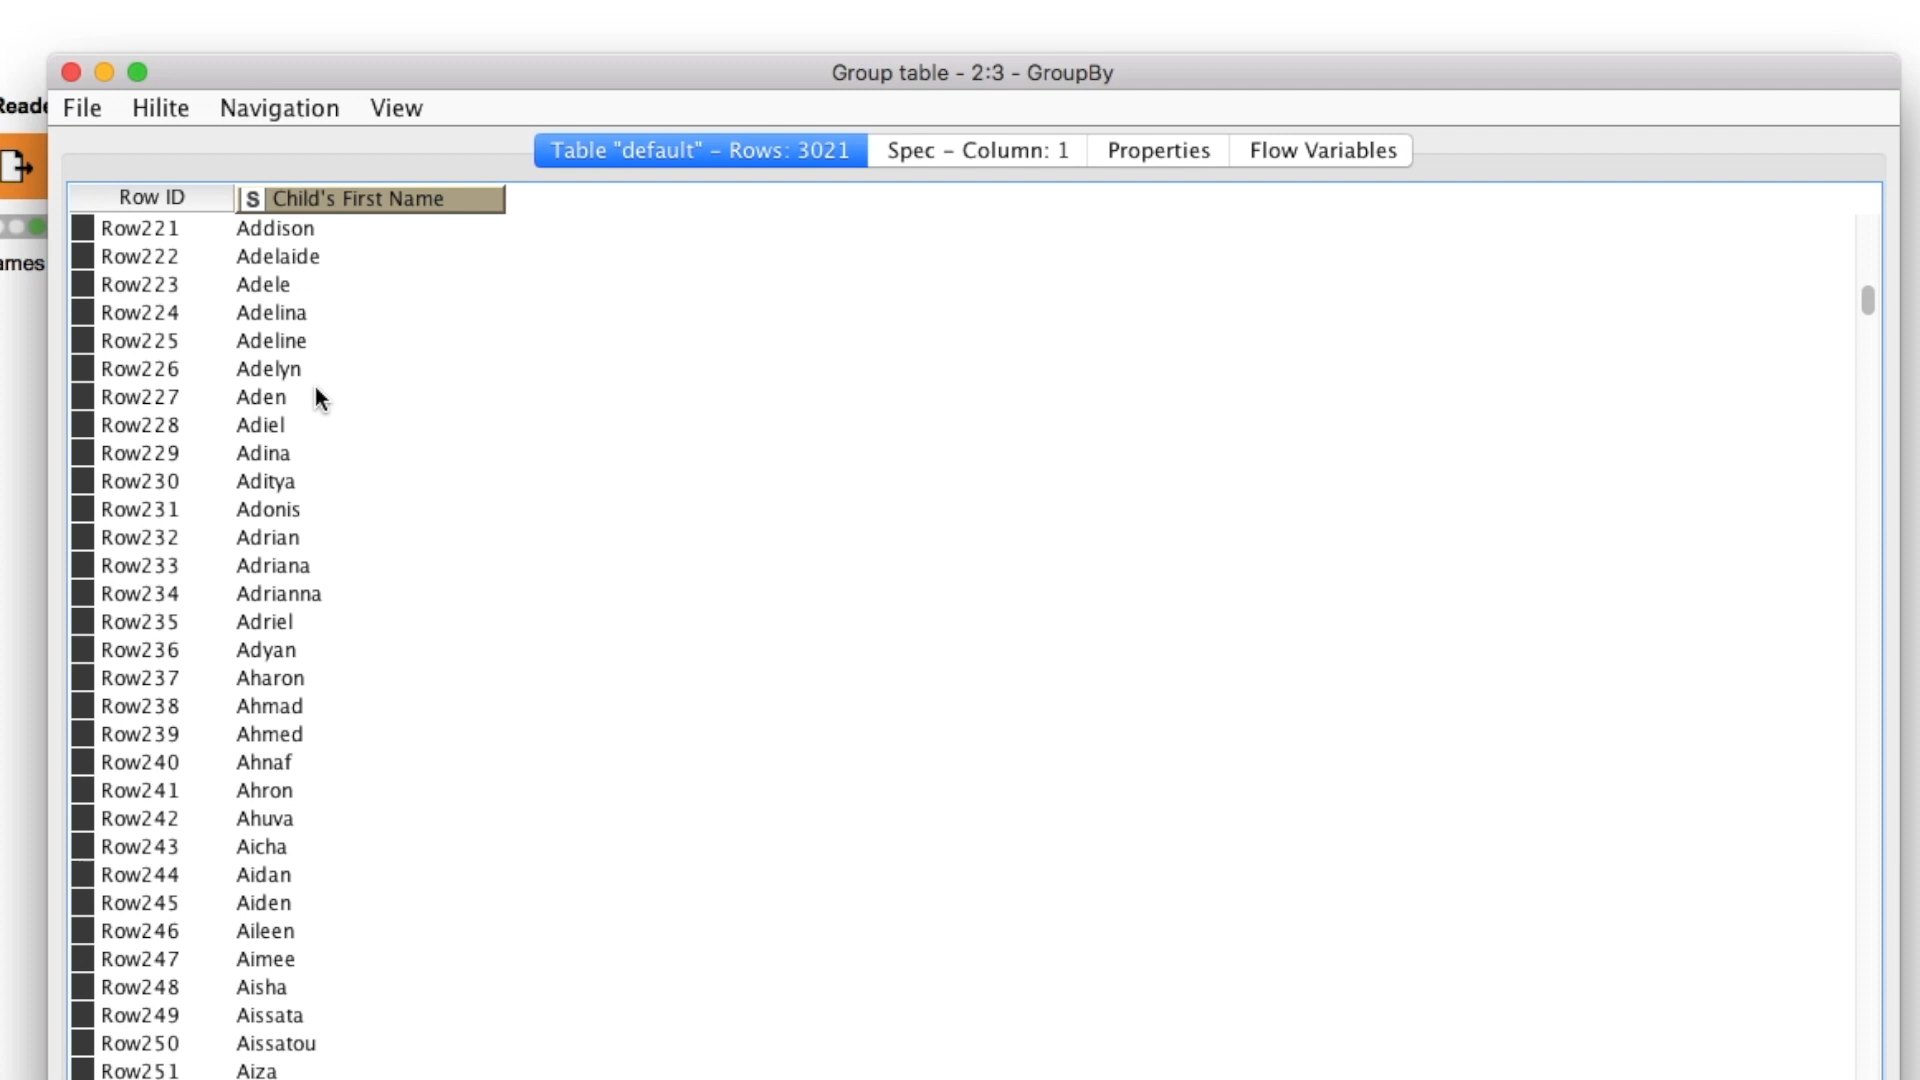 Group table - 2:3 - GroupBy
File Hilite Navigation View
Table "default" – Rows: 3021 Spec – Column: 1 Properties Flow Variables
Row ID S Child's First Name
Row221 Addison
Row222 Adelaide
Row223 Adele
Row224 Adelina
Row225 Adeline
Row226 Adelyn
Row227 Aden
Row228 Adiel
Row229 Adina
Row230 Aditya
Row231 Adonis
Row232 Adrian
Row233 Adriana
Row234 Adrianna
Row235 Adriel
Row236 Adyan
Row237 Aharon
Row238 Ahmad
Row239 Ahmed
Row240 Ahnaf
Row241 Ahron
Row242 Ahuva
Row243 Aicha
Row244 Aidan
Row245 Aiden
Row246 Aileen
Row247 Aimee
Row248 Aisha
Row249 Aissata
Row250 Aissatou
Row251 Aiza